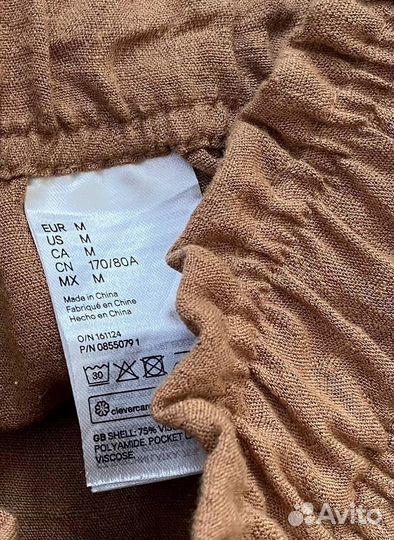 EUR M
US M
CA M
CN 170/80A
MX M
Made in China
Fabriqué en Chine
Hecho en China
O/N 161124
P/N 0855079 1
30
clevercare
GB SHELL: 75%
POLYAMIDE. POCKET
VISCOSE.
Avito